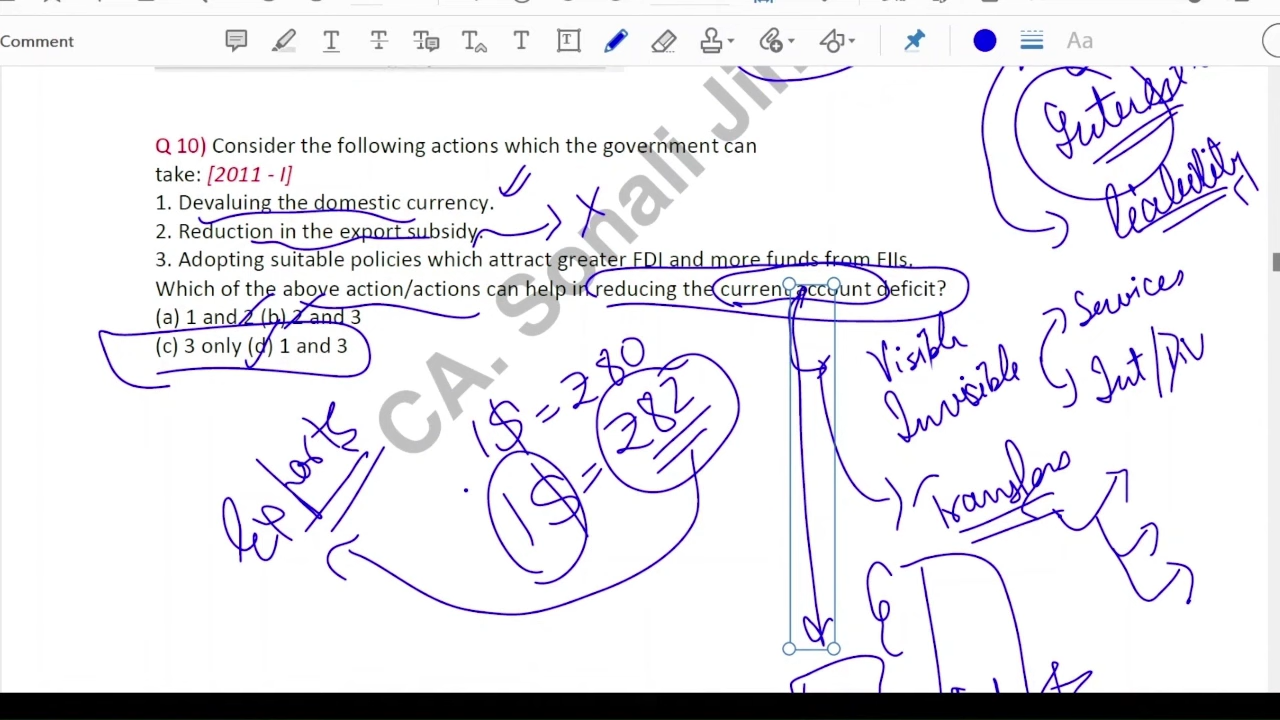 Comment
Aa
Q 10) Consider the following actions which the government can
take: [2011 - I]
1. Devaluing the domestic currency.
2. Reduction in the export subsidy.
3. Adopting suitable policies which attract greater FDI and more funds from FIIs.
Which of the above action/actions can help in reducing the current account deficit?
(a) 1 and 2 (b) 2 and 3
(c) 3 only (d) 1 and 3
CA. Sonali Ji
Interest
Liability
Visible
Invisible
Services
Int/Div
Transfers
1$ = ₹80
1$ = ₹82
Exports